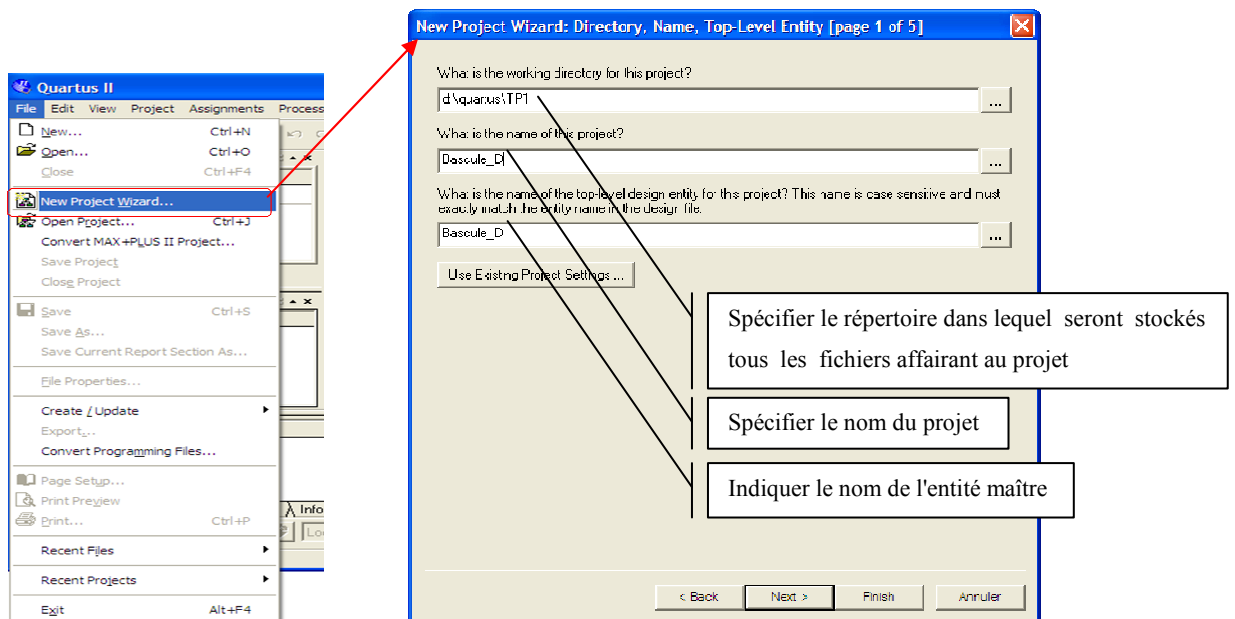 Quartus II
File Edit View Project Assignments Process
New... Ctrl+N
Open... Ctrl+O
Close Ctrl+F4
New Project Wizard...
Open Project... Ctrl+J
Convert MAX+PLUS II Project...
Save Project
Close Project
Save Ctrl+S
Save As...
Save Current Report Section As...
File Properties...
Create / Update
Export...
Convert Programming Files...
Page Setup...
Print Preview
Print... Ctrl+P
Recent Files
Recent Projects
Exit Alt+F4
Info
Lo
New Project Wizard: Directory, Name, Top-Level Entity [page 1 of 5]
What is the working directory for this project?
d:\quartus\TP1
...
What is the name of this project?
Bascule_D
...
What is the name of the top-level design entity for this project? This name is case sensitive and must
exactly match the entity name in the design file.
Bascule_D
...
Use Existing Project Settings ...
Spécifier le répertoire dans lequel seront stockés
tous les fichiers affairant au projet
Spécifier le nom du projet
Indiquer le nom de l'entité maître
< Back Next > Finish Annuler